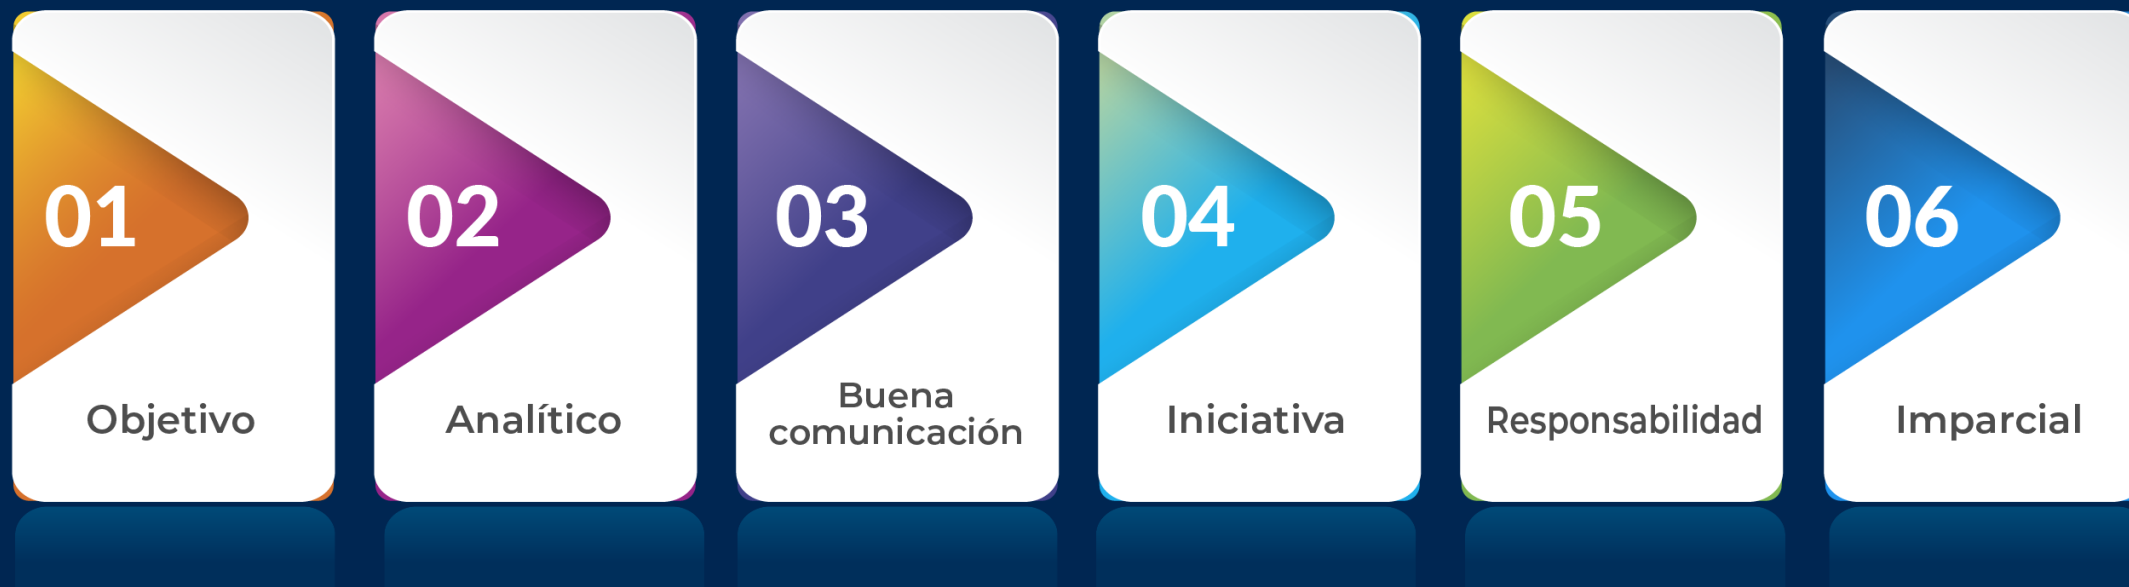 01
Objetivo
02
Analítico
03
Buena
comunicación
04
Iniciativa
05
Responsabilidad
06
Imparcial